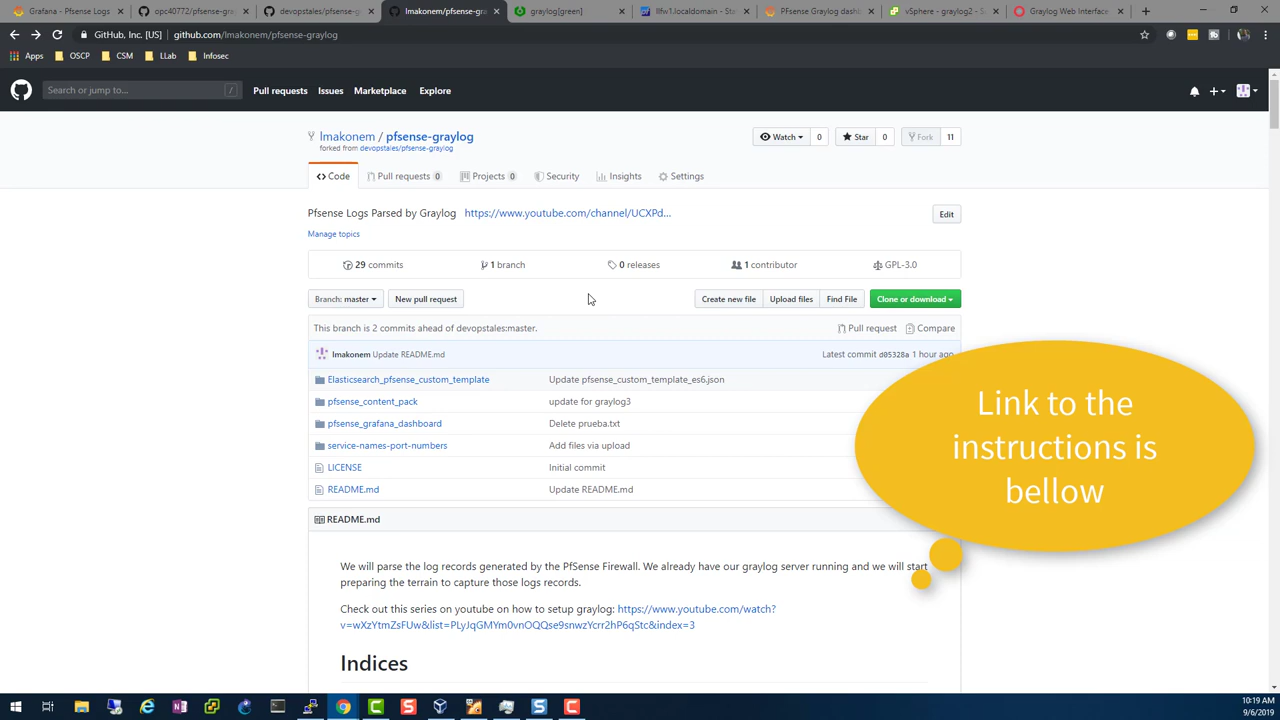 Grafana - Pfsense Logs
opc40772/pfsense-gra
devopstales/pfsense-g
lmakonem/pfsense-gra
graylog[green]
llfw1.localdomain - Sta
PFSense Graylog dashb
vSphere - graylog2 - S
Graylog Web Interface
GitHub, Inc. [US] github.com/lmakonem/pfsense-graylog
Apps OSCP CSM LLab Infosec
Search or jump to... /
Pull requests Issues Marketplace Explore
lmakonem / pfsense-graylog
forked from devopstales/pfsense-graylog
Watch 0 Star 0 Fork 11
Code Pull requests 0 Projects 0 Security Insights Settings
Pfsense Logs Parsed by Graylog https://www.youtube.com/channel/UCXPd...
Edit
Manage topics
29 commits 1 branch 0 releases 1 contributor GPL-3.0
Branch: master New pull request Create new file Upload files Find File Clone or download
This branch is 2 commits ahead of devopstales:master. Pull request Compare
lmakonem Update README.md Latest commit d05328a 1 hour ago
Elasticsearch_pfsense_custom_template Update pfsense_custom_template_es6.json
pfsense_content_pack update for graylog3
pfsense_grafana_dashboard Delete prueba.txt
service-names-port-numbers Add files via upload
LICENSE Initial commit
README.md Update README.md
Link to the
instructions is
bellow
README.md
We will parse the log records generated by the PfSense Firewall. We already have our graylog server running and we will start
preparing the terrain to capture those logs records.
Check out this series on youtube on how to setup graylog: https://www.youtube.com/watch?
v=wXzYtmZsFUw&list=PLyJqGMYm0vnOQQse9snwzYcrr2hP6qStc&index=3
Indices
10:19 AM
9/6/2019